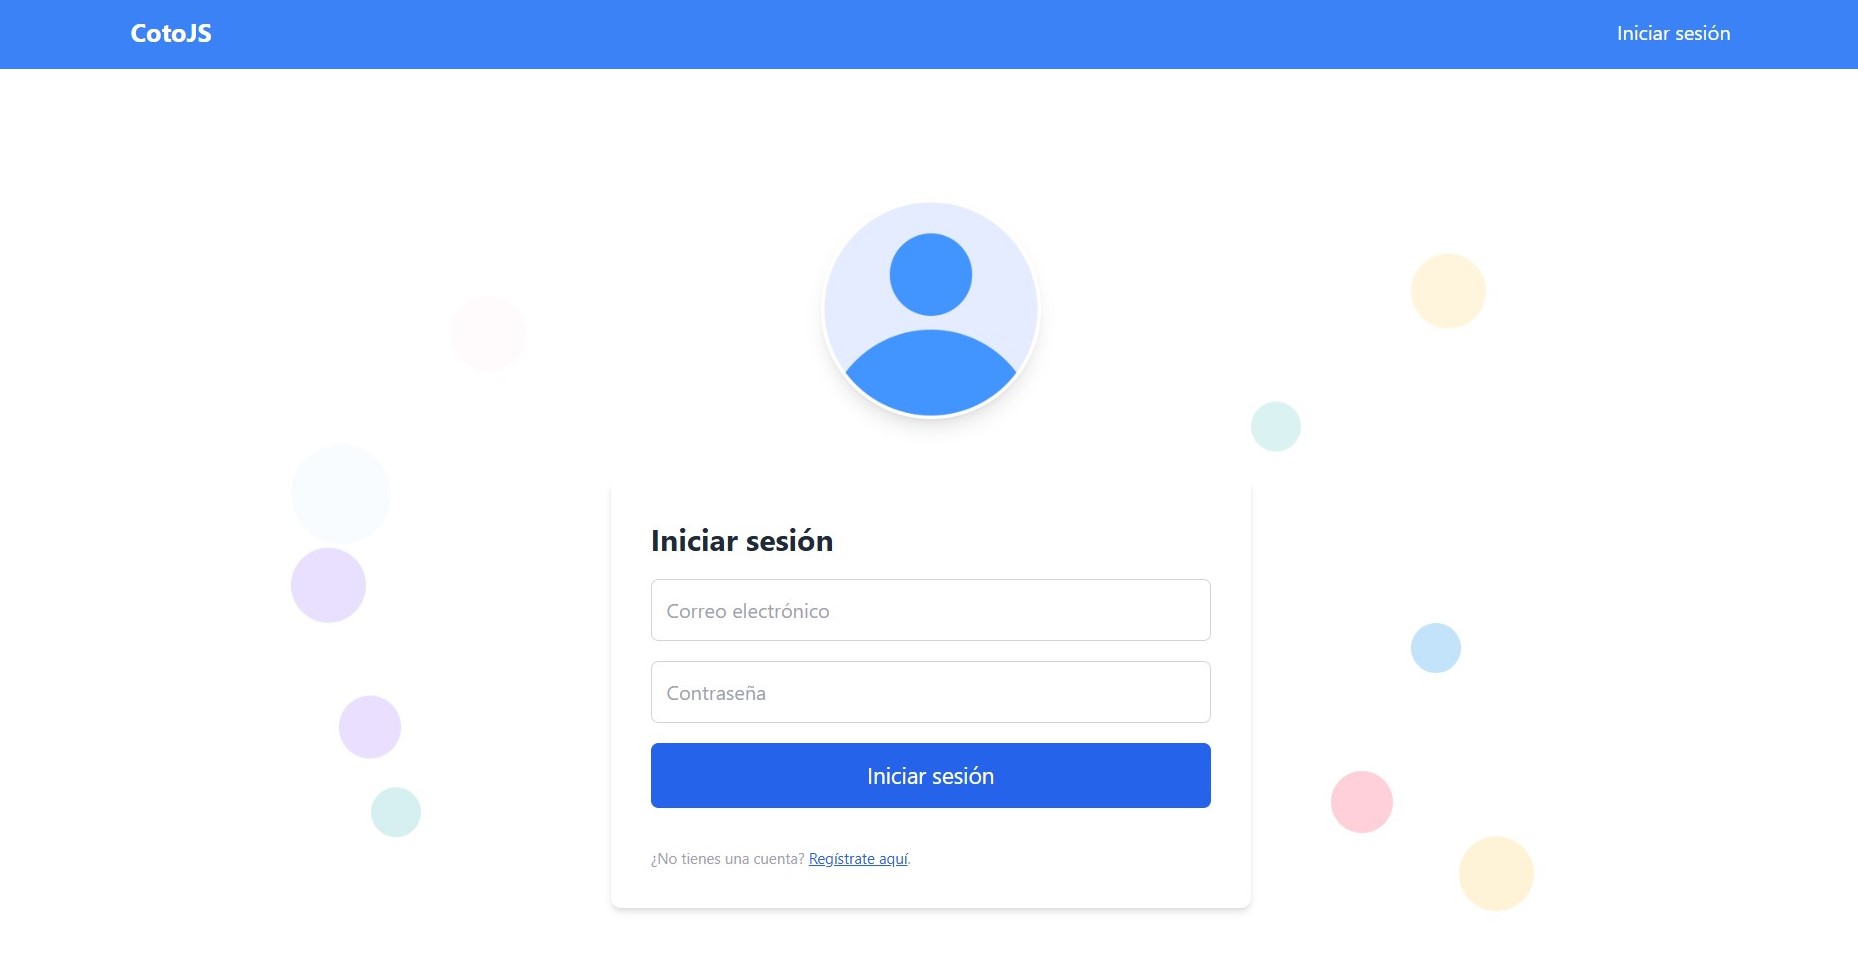 CotoJS
Iniciar sesión
Iniciar sesión
Correo electrónico
Contraseña
Iniciar sesión
¿No tienes una cuenta? Regístrate aquí.